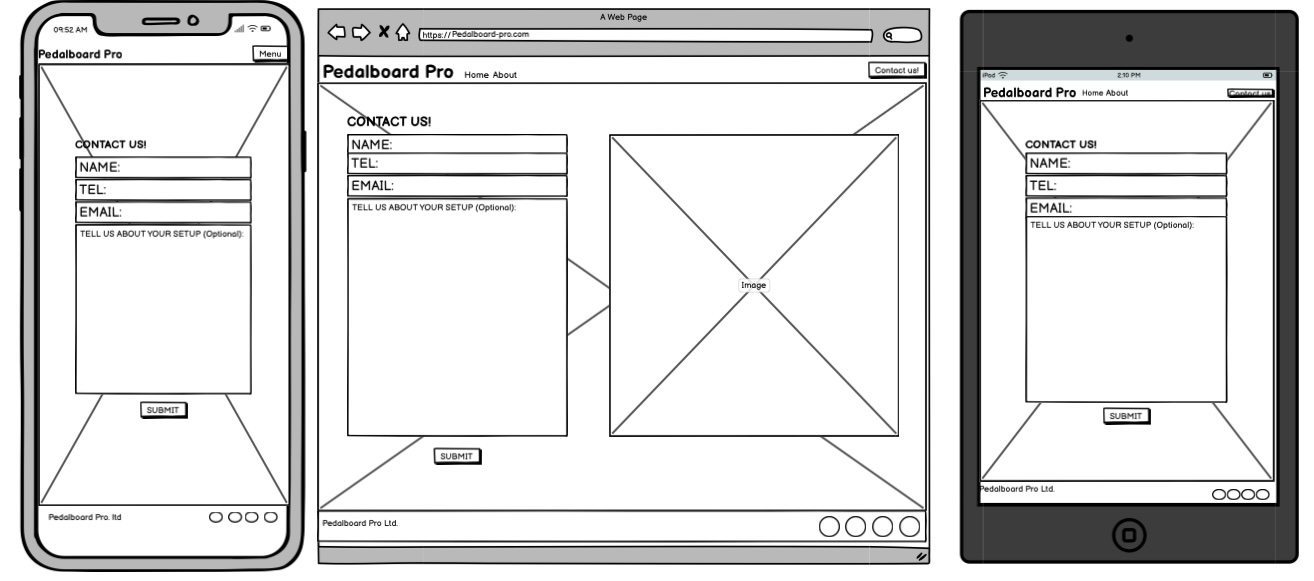 09:52 AM
Pedalboard Pro
Menu
CONTACT US!
NAME:
TEL:
EMAIL:
TELL US ABOUT YOUR SETUP (Optional):
SUBMIT
Pedalboard Pro. ltd
A Web Page
https://Pedalboard-pro.com
Pedalboard Pro Home About
Contact us!
CONTACT US!
NAME:
TEL:
EMAIL:
TELL US ABOUT YOUR SETUP (Optional):
Image
SUBMIT
Pedalboard Pro Ltd.
iPod
2:10 PM
Pedalboard Pro Home About
Contact us
CONTACT US!
NAME:
TEL:
EMAIL:
TELL US ABOUT YOUR SETUP (Optional):
SUBMIT
Pedalboard Pro Ltd.